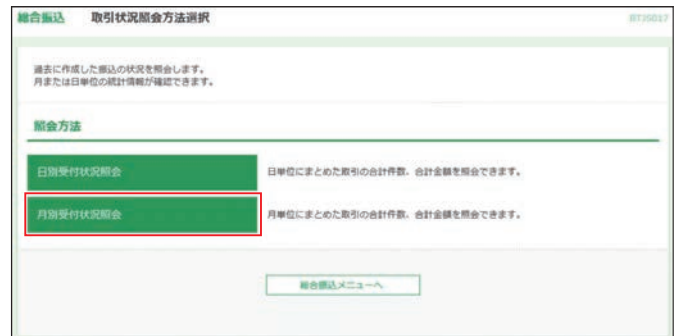 総合振込 取引状況照会方法選択 BTJS017
過去に作成した振込の状況を照会します。
月または日単位の統計情報が確認できます。
照会方法
日別受付状況照会 日単位にまとめた取引の合計件数、合計金額を照会できます。
月別受付状況照会 月単位にまとめた取引の合計件数、合計金額を照会できます。
総合振込メニューへ